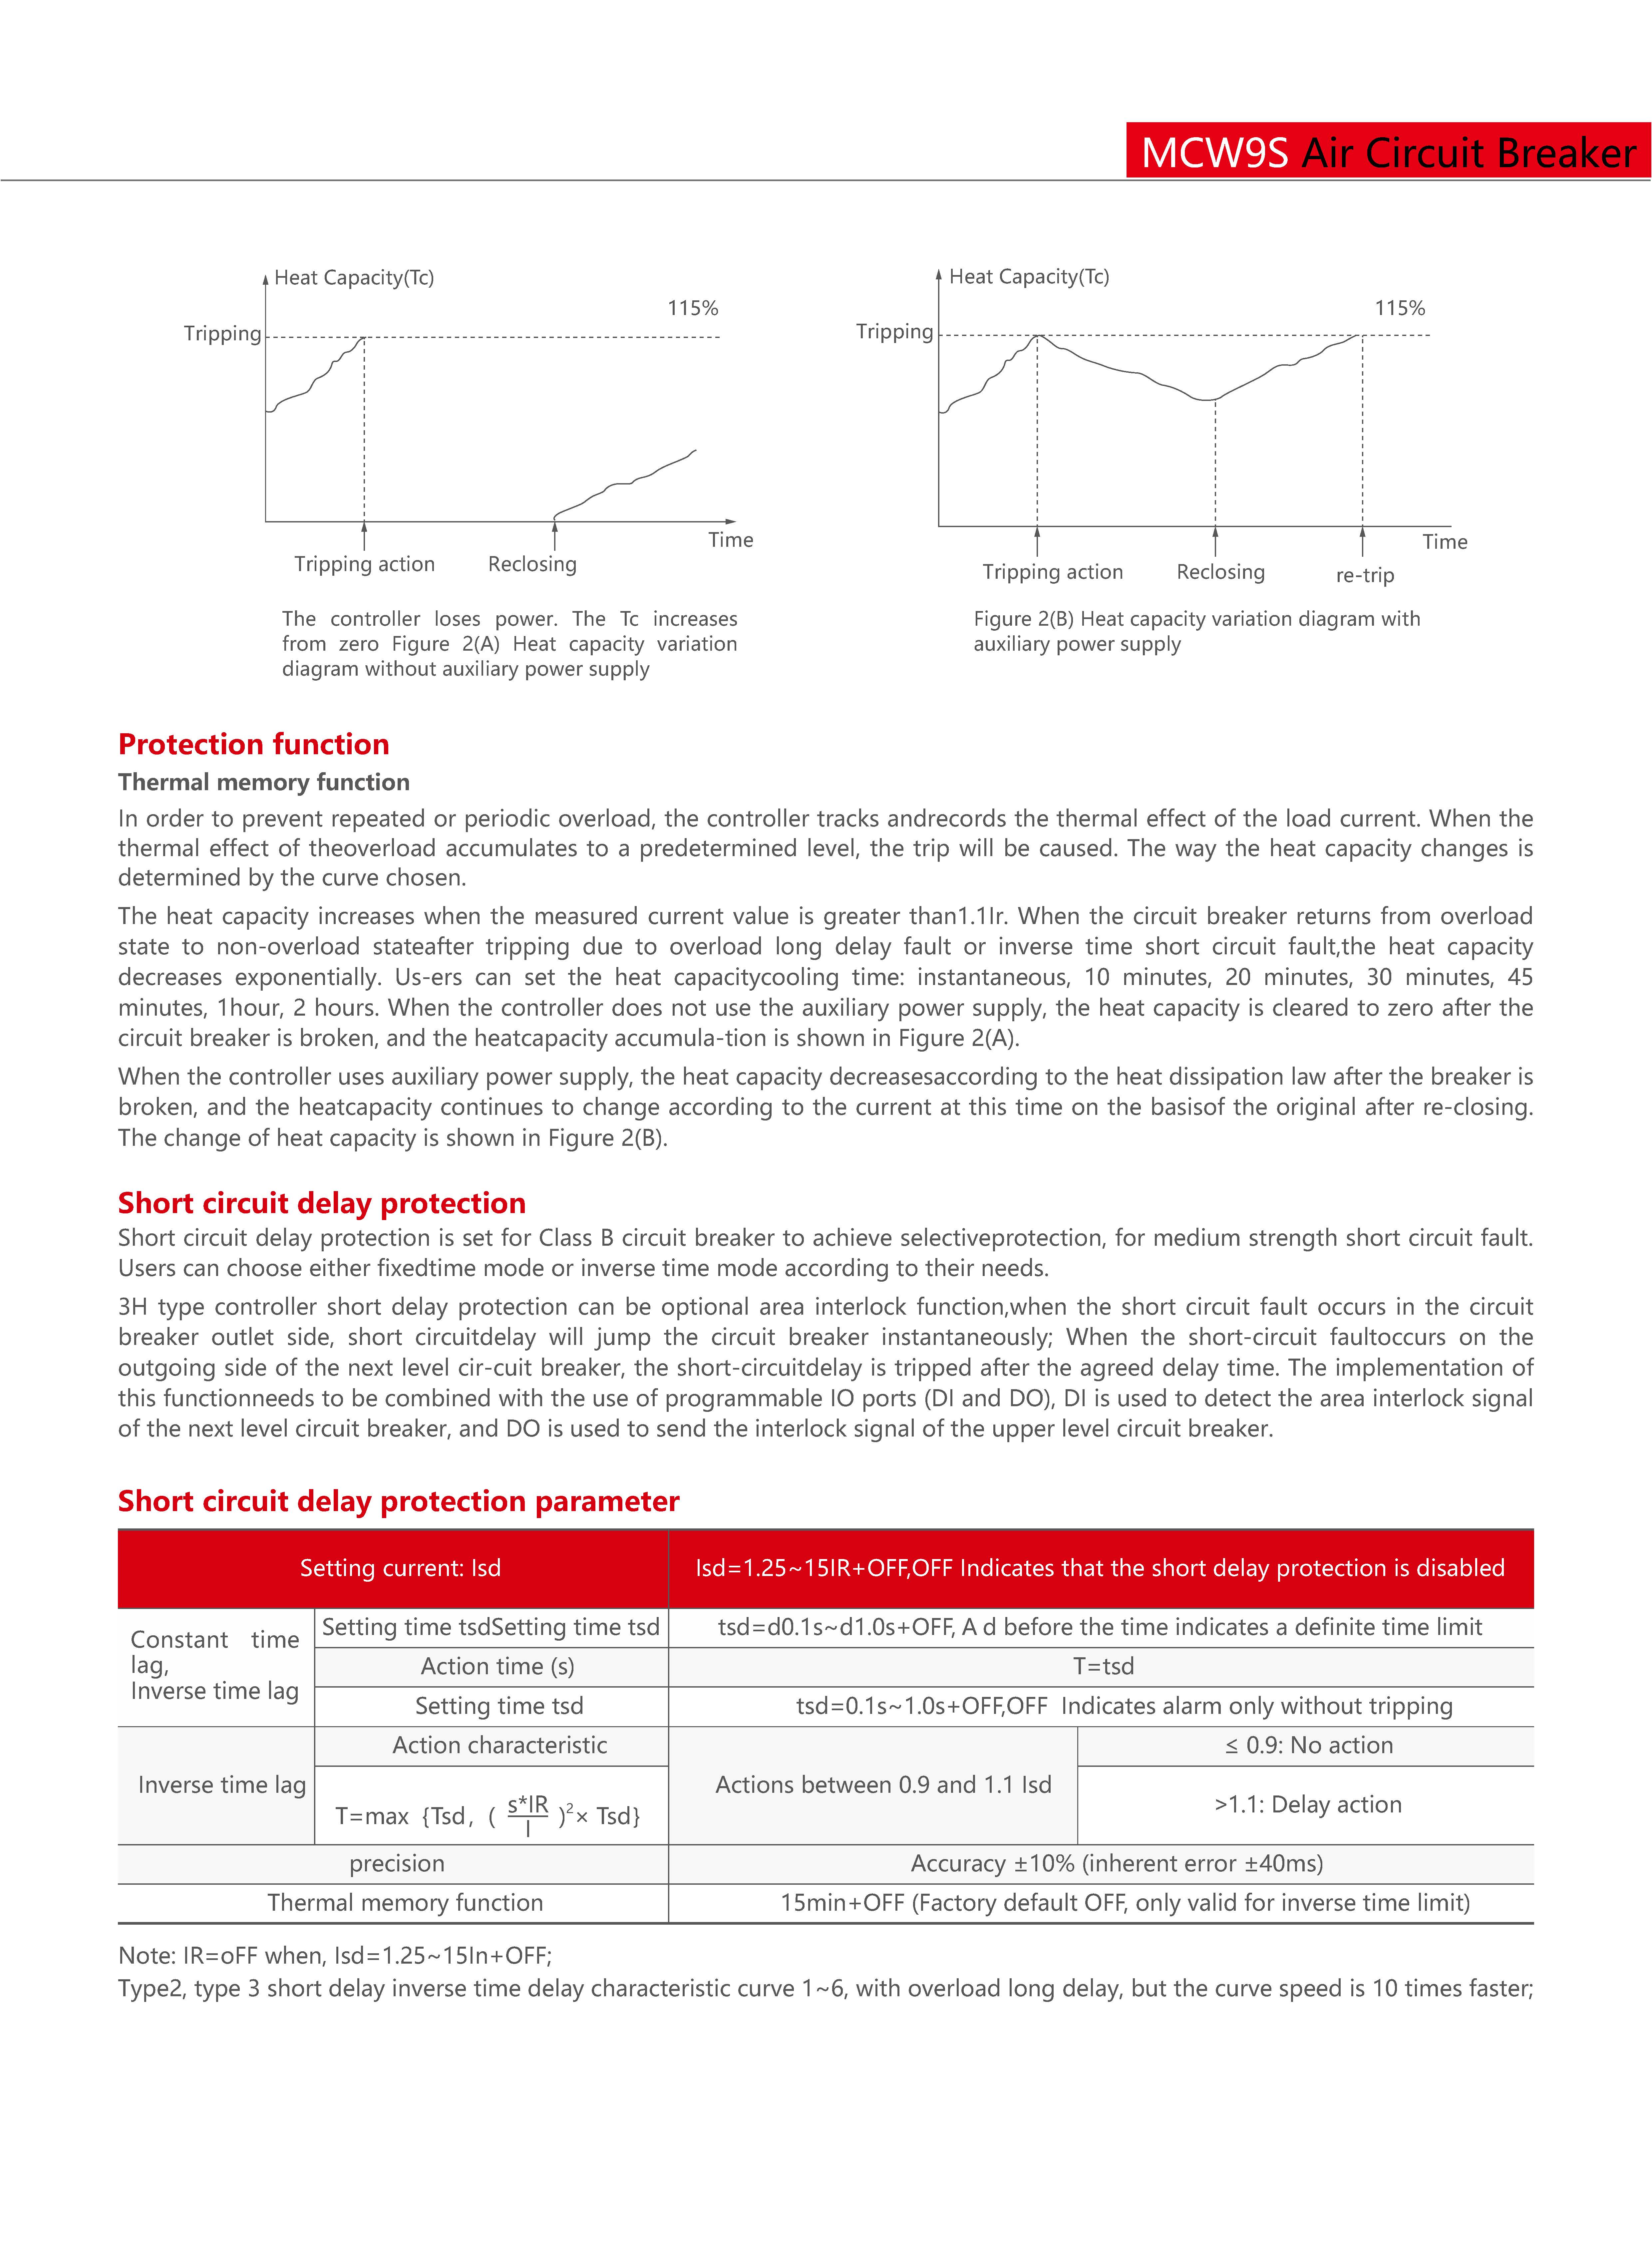 MCW9S Air Circuit Breaker
Heat Capacity(Tc)
115%
Tripping
Time
Tripping action
Reclosing
The controller loses power. The Tc increases
from zero Figure 2(A) Heat capacity variation
diagram without auxiliary power supply
Heat Capacity(Tc)
115%
Tripping
Time
Tripping action
Reclosing
re-trip
Figure 2(B) Heat capacity variation diagram with
auxiliary power supply
Protection function
Thermal memory function
In order to prevent repeated or periodic overload, the controller tracks andrecords the thermal effect of the load current. When the
thermal effect of theoverload accumulates to a predetermined level, the trip will be caused. The way the heat capacity changes is
determined by the curve chosen.
The heat capacity increases when the measured current value is greater than1.1Ir. When the circuit breaker returns from overload
state to non-overload stateafter tripping due to overload long delay fault or inverse time short circuit fault,the heat capacity
decreases exponentially. Us-ers can set the heat capacitycooling time: instantaneous, 10 minutes, 20 minutes, 30 minutes, 45
minutes, 1hour, 2 hours. When the controller does not use the auxiliary power supply, the heat capacity is cleared to zero after the
circuit breaker is broken, and the heatcapacity accumula-tion is shown in Figure 2(A).
When the controller uses auxiliary power supply, the heat capacity decreasesaccording to the heat dissipation law after the breaker is
broken, and the heatcapacity continues to change according to the current at this time on the basisof the original after re-closing.
The change of heat capacity is shown in Figure 2(B).
Short circuit delay protection
Short circuit delay protection is set for Class B circuit breaker to achieve selectiveprotection, for medium strength short circuit fault.
Users can choose either fixedtime mode or inverse time mode according to their needs.
3H type controller short delay protection can be optional area interlock function,when the short circuit fault occurs in the circuit
breaker outlet side, short circuitdelay will jump the circuit breaker instantaneously; When the short-circuit faultoccurs on the
outgoing side of the next level cir-cuit breaker, the short-circuitdelay is tripped after the agreed delay time. The implementation of
this functionneeds to be combined with the use of programmable IO ports (DI and DO), DI is used to detect the area interlock signal
of the next level circuit breaker, and DO is used to send the interlock signal of the upper level circuit breaker.
Short circuit delay protection parameter
Setting current: Isd
Isd=1.25~15IR+OFF,OFF Indicates that the short delay protection is disabled
Constant time
lag,
Inverse time lag
Setting time tsdSetting time tsd
tsd=d0.1s~d1.0s+OFF, A d before the time indicates a definite time limit
Action time (s)
T=tsd
Setting time tsd
tsd=0.1s~1.0s+OFF,OFF Indicates alarm only without tripping
Inverse time lag
Action characteristic
T=max {Tsd, ( s*IR/I )²× Tsd}
Actions between 0.9 and 1.1 Isd
≤ 0.9: No action
>1.1: Delay action
precision
Accuracy ±10% (inherent error ±40ms)
Thermal memory function
15min+OFF (Factory default OFF, only valid for inverse time limit)
Note: IR=oFF when, Isd=1.25~15In+OFF;
Type2, type 3 short delay inverse time delay characteristic curve 1~6, with overload long delay, but the curve speed is 10 times faster;